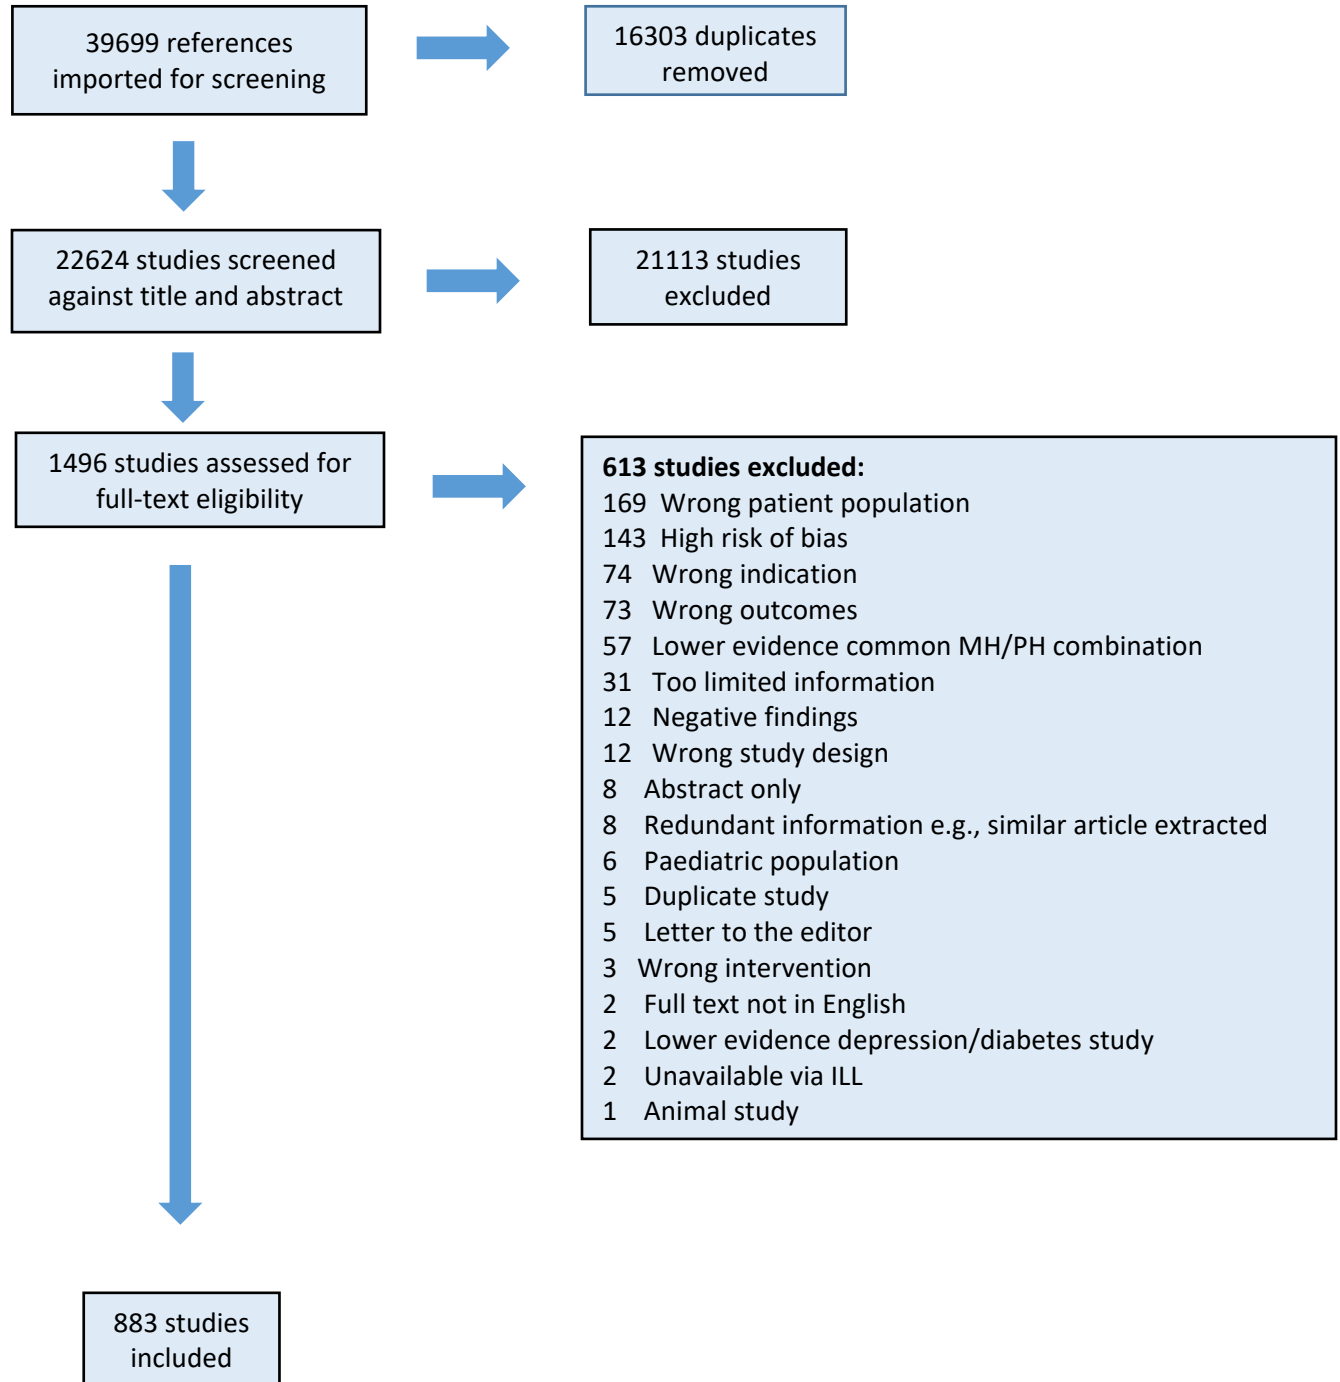 39699 references
imported for screening
16303 duplicates
removed
22624 studies screened
against title and abstract
21113 studies
excluded
1496 studies assessed for
full-text eligibility
613 studies excluded:
169 Wrong patient population
143 High risk of bias
74 Wrong indication
73 Wrong outcomes
57 Lower evidence common MH/PH combination
31 Too limited information
12 Negative findings
12 Wrong study design
8 Abstract only
8 Redundant information e.g., similar article extracted
6 Paediatric population
5 Duplicate study
5 Letter to the editor
3 Wrong intervention
2 Full text not in English
2 Lower evidence depression/diabetes study
2 Unavailable via ILL
1 Animal study
883 studies
included